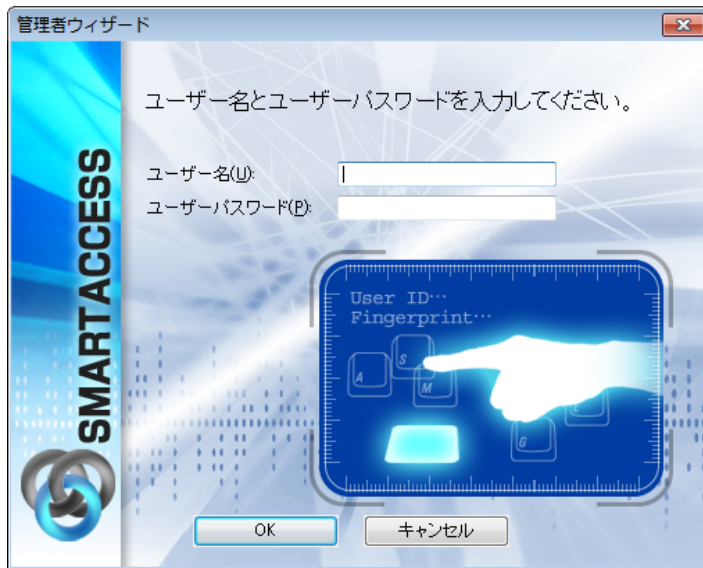 管理者ウィザード
ユーザー名とユーザーパスワードを入力してください。
ユーザー名(U):
ユーザーパスワード(P):
SMARTACCESS
User ID…
Fingerprint…
S
A
M
L
G
OK
キャンセル